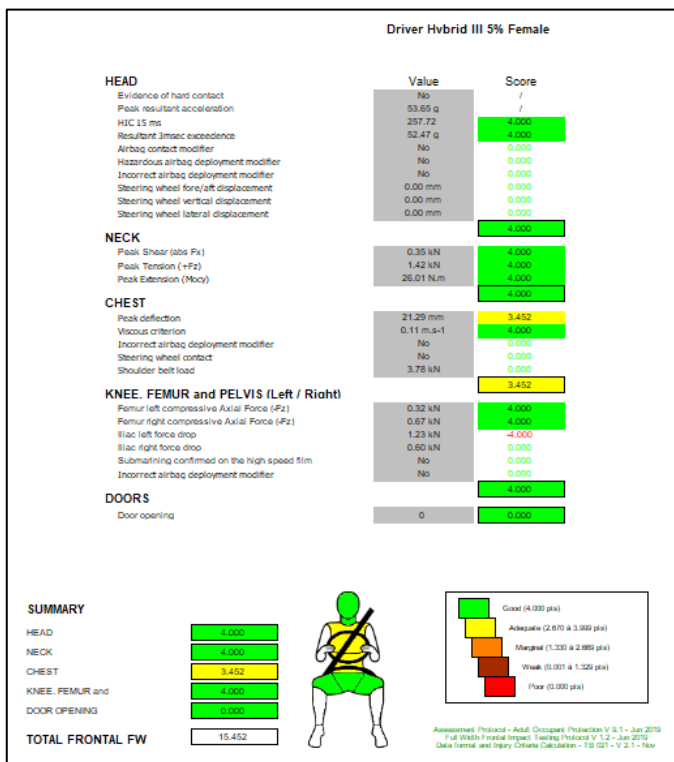 Driver Hvbrid III 5% Female
HEAD Value Score
Evidence of hard contact No /
Peak resultant acceleration 53.65 g /
HIC 15 ms 257.72 4.000
Resultant 3msec exceedence 52.47 g 4.000
Airbag contact modifier No 0.000
Hazardous airbag deployment modifier No 0.000
Incorrect airbag deployment modifier No 0.000
Steering wheel fore/aft displacement 0.00 mm 0.000
Steering wheel vertical displacement 0.00 mm 0.000
Steering wheel lateral displacement 0.00 mm 0.000
4.000
NECK
Peak Shear (abs Fx) 0.35 kN 4.000
Peak Tension (+Fz) 1.42 kN 4.000
Peak Extension (Mocy) 26.01 N.m 4.000
4.000
CHEST
Peak deflection 21.29 mm 3.452
Viscous criterion 0.11 m.s-1 4.000
Incorrect airbag deployment modifier No 0.000
Steering wheel contact No 0.000
Shoulder belt load 3.78 kN 0.000
3.452
KNEE. FEMUR and PELVIS (Left / Right)
Femur left compressive Axial Force (-Fz) 0.32 kN 4.000
Femur right compressive Axial Force (-Fz) 0.67 kN 4.000
Iliac left force drop 1.23 kN -4.000
Iliac right force drop 0.60 kN 0.000
Submarining confirmed on the high speed film No 0.000
Incorrect airbag deployment modifier No 0.000
4.000
DOORS
Door opening 0 0.000
SUMMARY
HEAD 4.000
NECK 4.000
CHEST 3.452
KNEE. FEMUR and 4.000
DOOR OPENING 0.000
TOTAL FRONTAL FW 15.452
Good (4.000 pts)
Adequate (2.670 à 3.999 pts)
Marginal (1.330 à 2.669 pts)
Weak (0.001 à 1.329 pts)
Poor (0.000 pts)
Assessment Protocol - Adult Occupant Protection V 9.1 - Jun 2019
Full Width Frontal Impact Testing Protocol V 1.2 - Jun 2019
Data format and Injury Criteria Calculation - TB 021 - V 2.1 - Nov